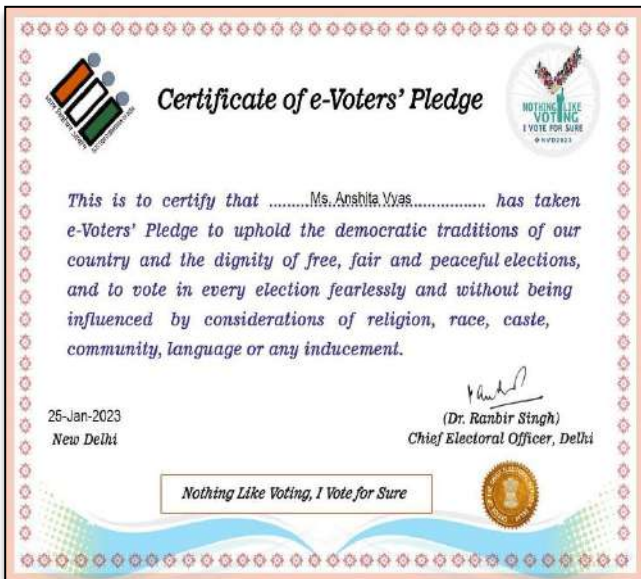 Certificate of e-Voters' Pledge
NOTHING LIKE
VOTING
I VOTE FOR SURE
This is to certify that ..........Ms. Anshita Vyas................ has taken
e-Voters' Pledge to uphold the democratic traditions of our
country and the dignity of free, fair and peaceful elections,
and to vote in every election fearlessly and without being
influenced by considerations of religion, race, caste,
community, language or any inducement.
25-Jan-2023
New Delhi
(Dr. Ranbir Singh)
Chief Electoral Officer, Delhi
Nothing Like Voting, I Vote for Sure